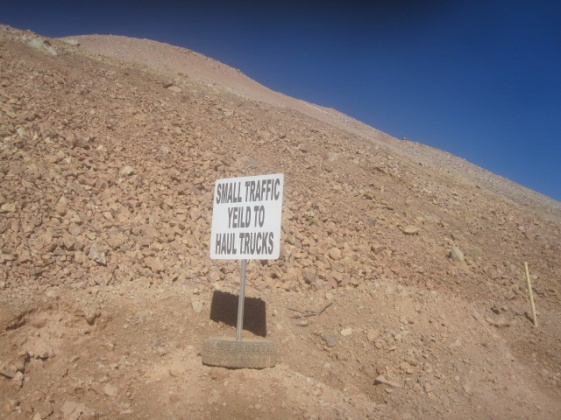 SMALL TRAFFIC
YEILD TO
HAUL TRUCKS